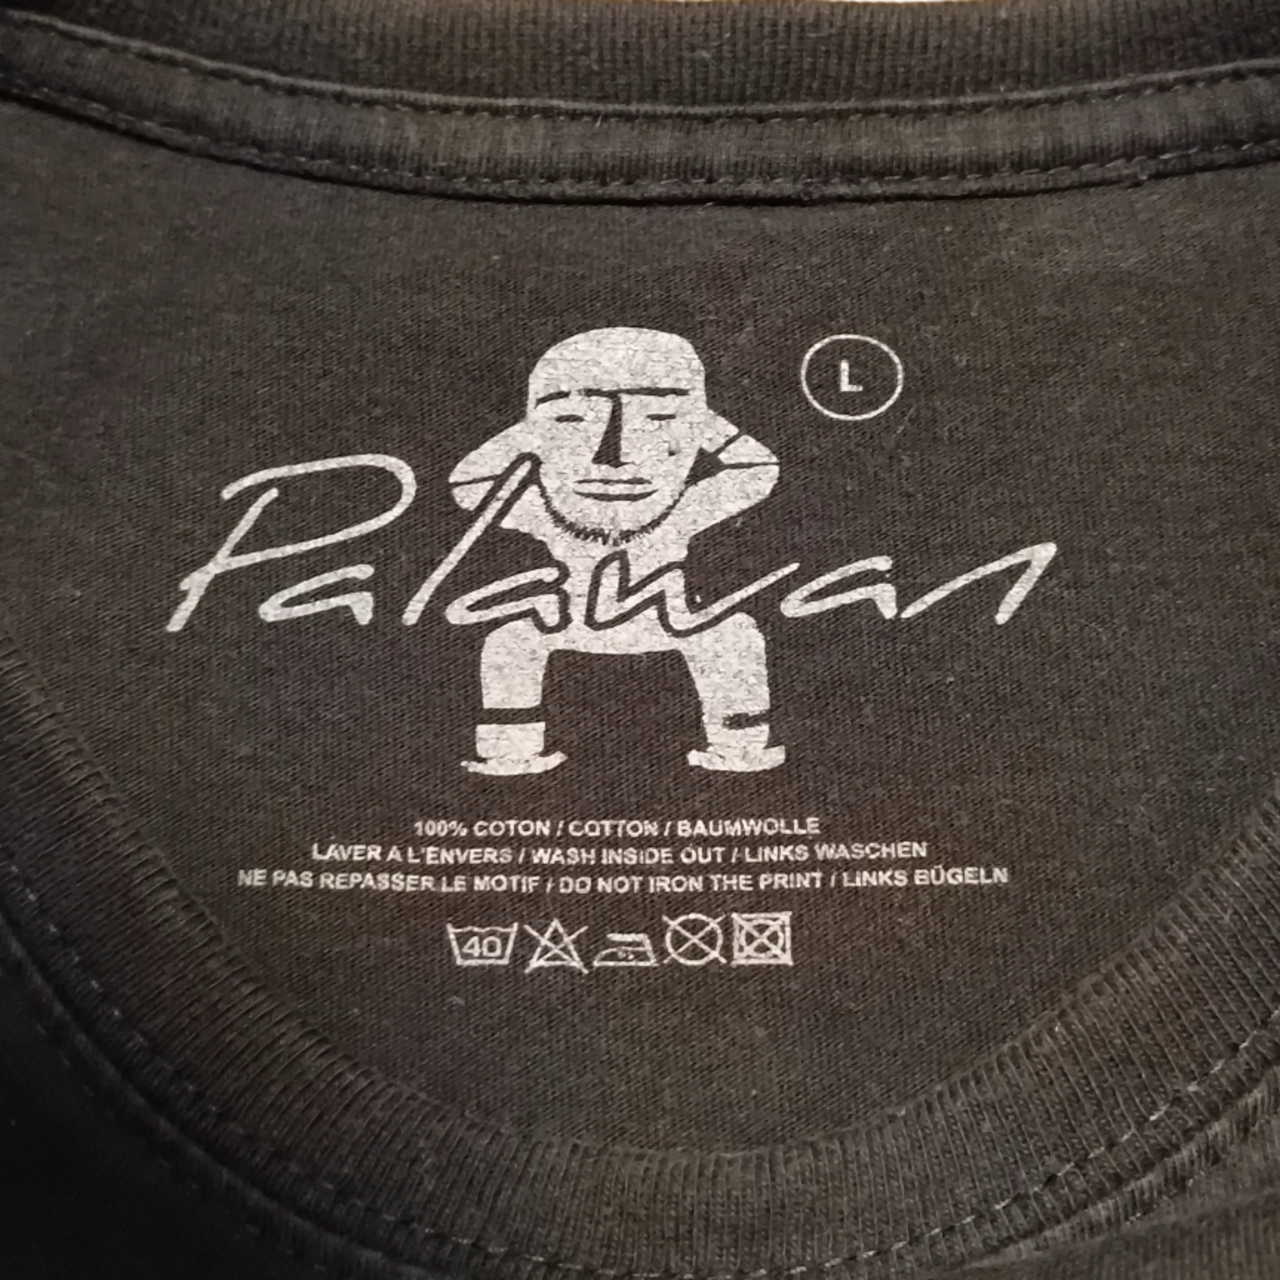 L
Palawan
100% COTON / COTTON / BAUMWOLLE
LAVER A L'ENVERS / WASH INSIDE OUT / LINKS WASCHEN
NE PAS REPASSER LE MOTIF / DO NOT IRON THE PRINT / LINKS BÜGELN
40